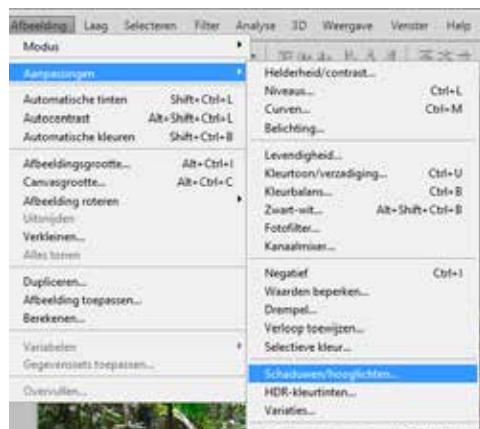 Afbeelding Laag Selecteren Filter Analyse 3D Weergave Venster Help
Modus
Aanpassingen
Automatische tinten Shift+Ctrl+L
Autocontrast Alt+Shift+Ctrl+L
Automatische kleuren Shift+Ctrl+B
Afbeeldingsgrootte... Alt+Ctrl+I
Canvasgrootte... Alt+Ctrl+C
Afbeelding roteren
Uitsnijden
Verkleinen...
Alles tonen
Dupliceren...
Afbeelding toepassen...
Berekenen...
Variabelen
Gegevenssets toepassen...
Overvullen...
Helderheid/contrast...
Niveaus... Ctrl+L
Curven... Ctrl+M
Belichting...
Levendigheid...
Kleurtoon/verzadiging... Ctrl+U
Kleurbalans... Ctrl+B
Zwart-wit... Alt+Shift+Ctrl+B
Fotofilter...
Kanaalmixer...
Negatief Ctrl+I
Waarden beperken...
Drempel...
Verloop toewijzen...
Selectieve kleur...
Schaduwen/hooglichten...
HDR-kleurtinten...
Variaties...